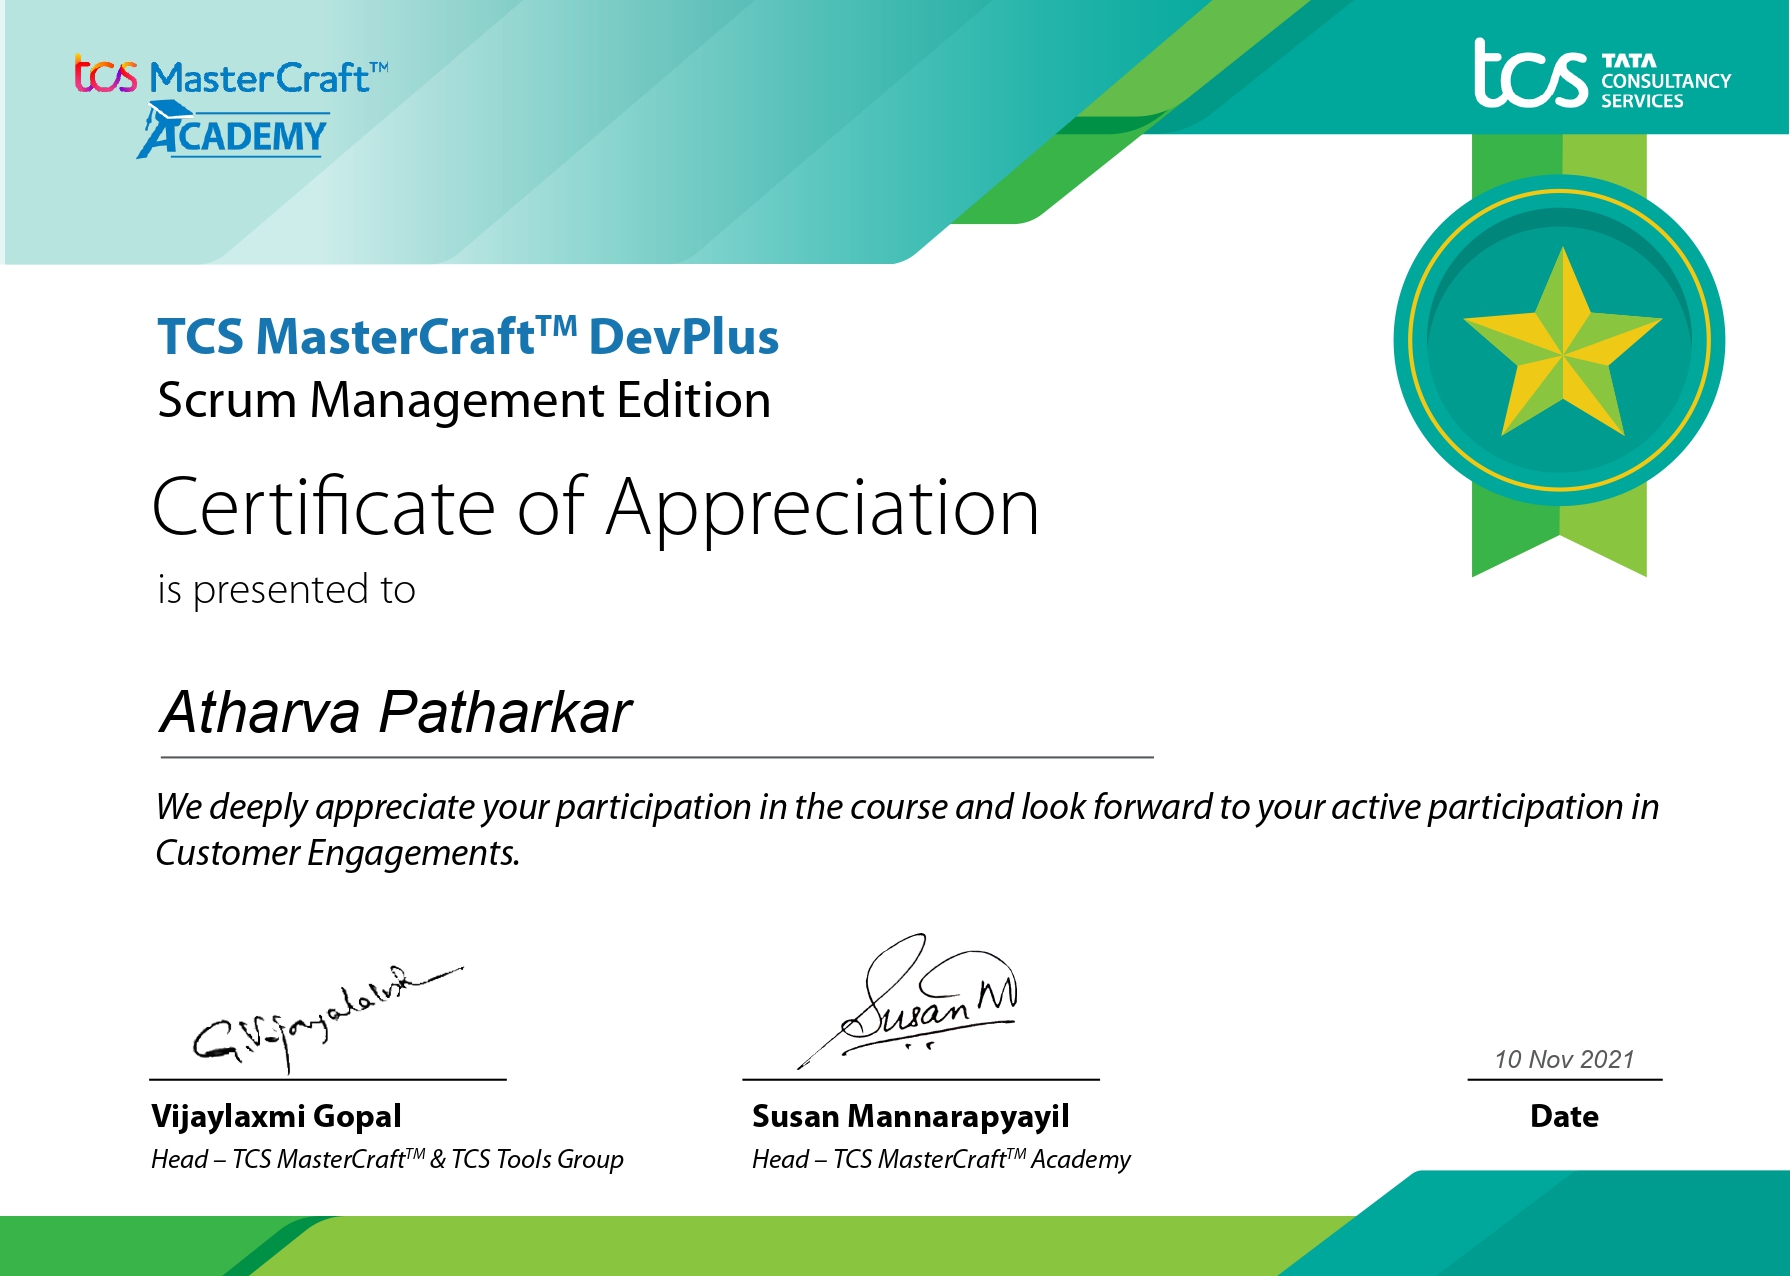 tcs MasterCraft™
ACADEMY
tcs TATA
CONSULTANCY
SERVICES
TCS MasterCraft™ DevPlus
Scrum Management Edition
Certificate of Appreciation
is presented to
Atharva Patharkar
We deeply appreciate your participation in the course and look forward to your active participation in
Customer Engagements.
G.Vijayalakshmi
Susan M
10 Nov 2021
Vijaylaxmi Gopal
Susan Mannarapyayil
Date
Head – TCS MasterCraft™ & TCS Tools Group
Head – TCS MasterCraft™ Academy